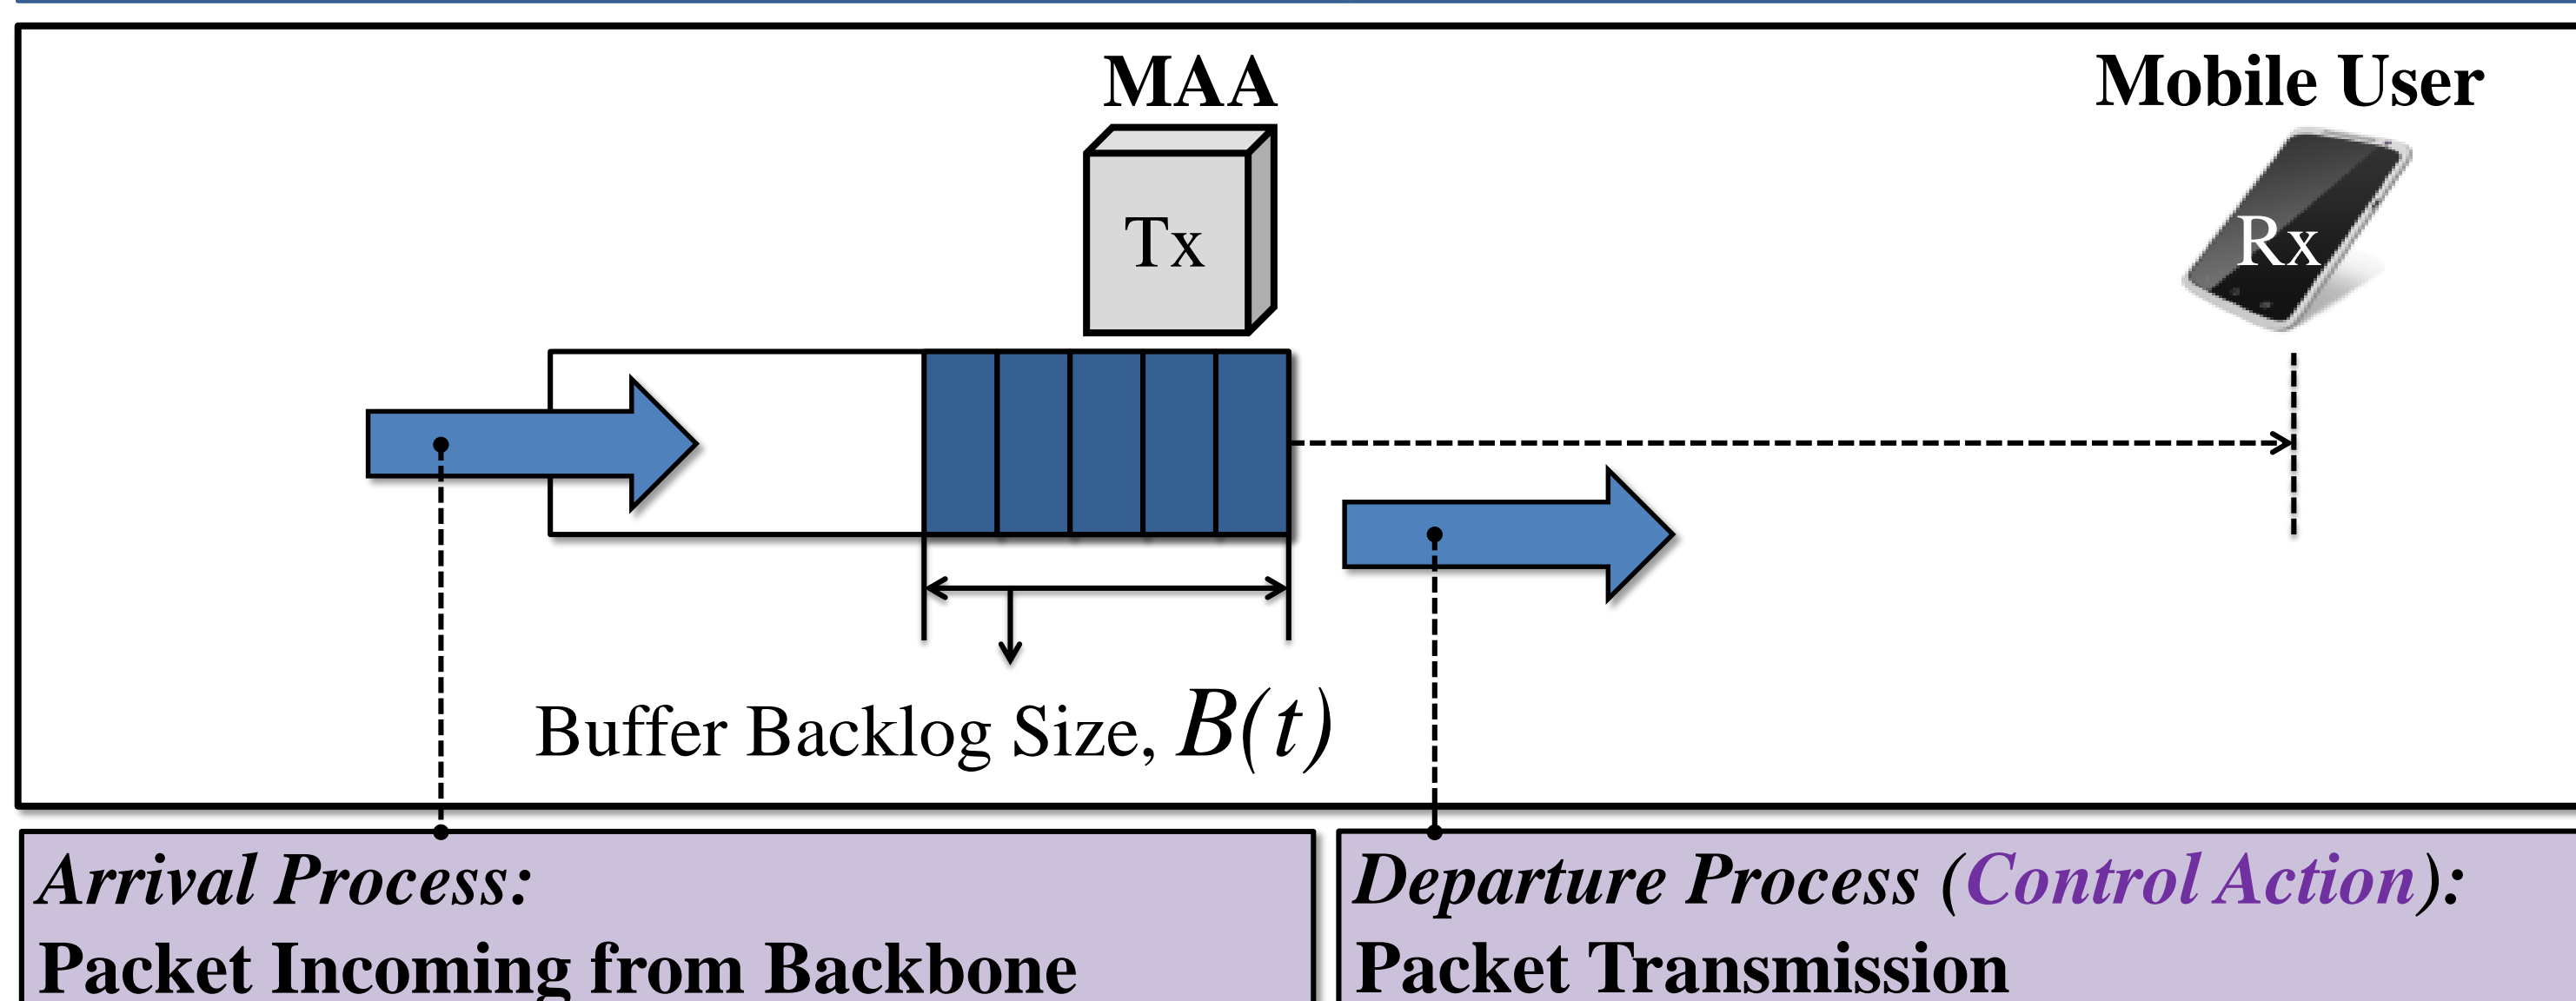 MAA
Mobile User
Tx
Rx
Buffer Backlog Size, B(t)
Arrival Process:
Packet Incoming from Backbone
Departure Process (Control Action):
Packet Transmission